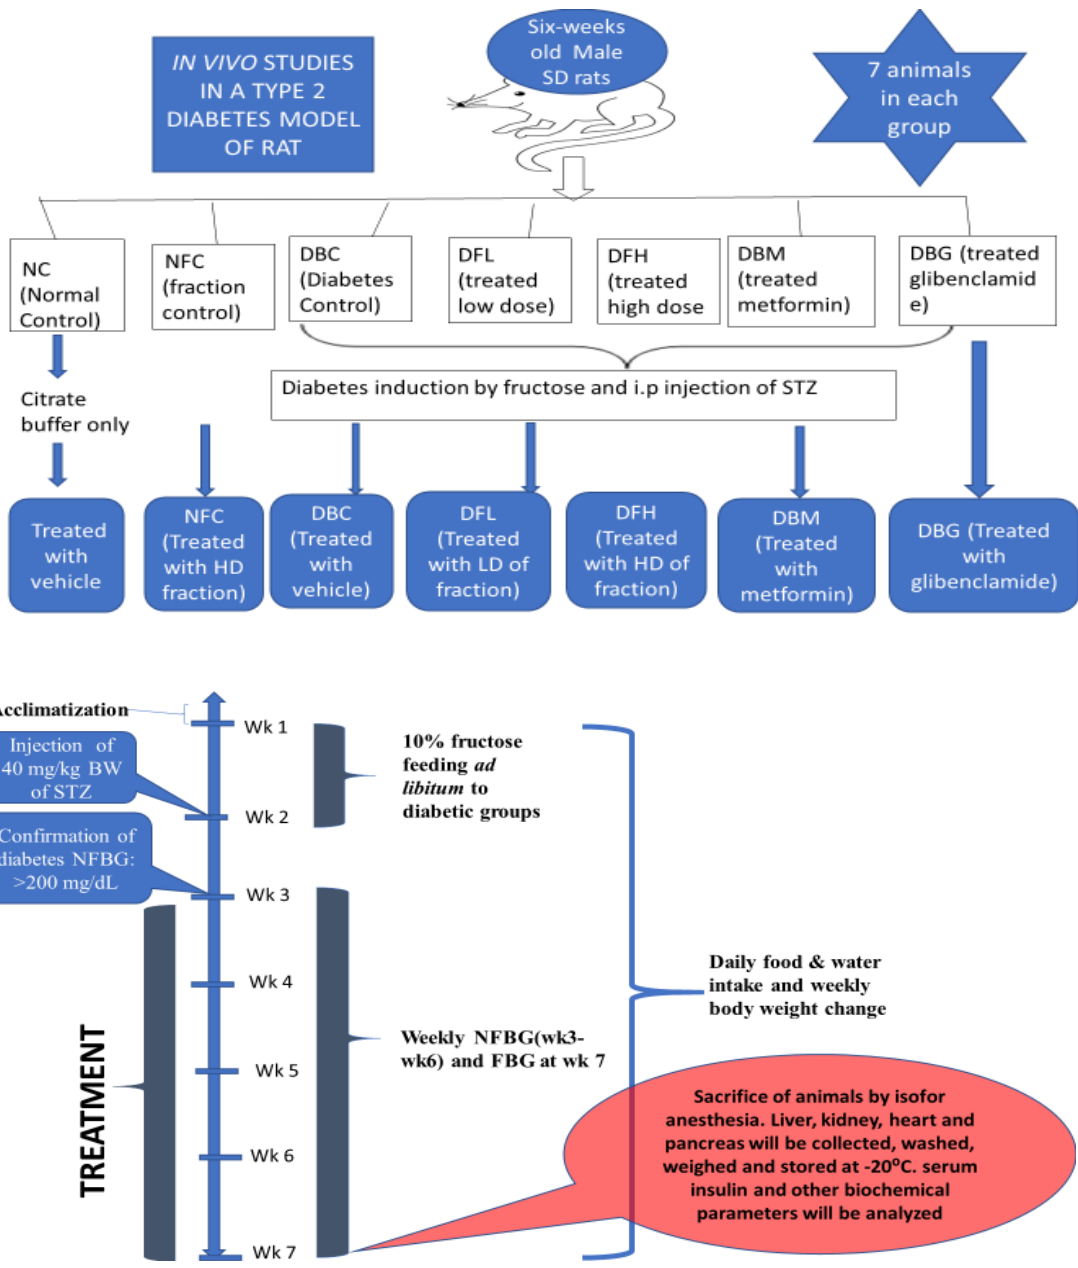 IN VIVO STUDIES
IN A TYPE 2
DIABETES MODEL
OF RAT
Six-weeks
old Male
SD rats
7 animals
in each
group
NC
(Normal
Control)
NFC
(fraction
control)
DBC
(Diabetes
Control)
DFL
(treated
low dose)
DFH
(treated
high dose
DBM
(treated
metformin)
DBG (treated
glibenclamid
e)
Diabetes induction by fructose and i.p injection of STZ
Citrate
buffer only
Treated
with
vehicle
NFC
(Treated
with HD
fraction)
DBC
(Treated
with
vehicle)
DFL
(Treated
with LD of
fraction)
DFH
(Treated
with HD of
fraction)
DBM
(Treated
with
metformin)
DBG (Treated
with
glibenclamide)
Acclimatization
Wk 1
Injection of
40 mg/kg BW
of STZ
10% fructose
feeding ad
libitum to
diabetic groups
Wk 2
Confirmation of
diabetes NFBG:
>200 mg/dL
Wk 3
Wk 4
Daily food & water
intake and weekly
body weight change
TREATMENT
Weekly NFBG(wk3-
wk6) and FBG at wk 7
Wk 5
Wk 6
Wk 7
Sacrifice of animals by isofor
anesthesia. Liver, kidney, heart and
pancreas will be collected, washed,
weighed and stored at -20⁰C. serum
insulin and other biochemical
parameters will be analyzed